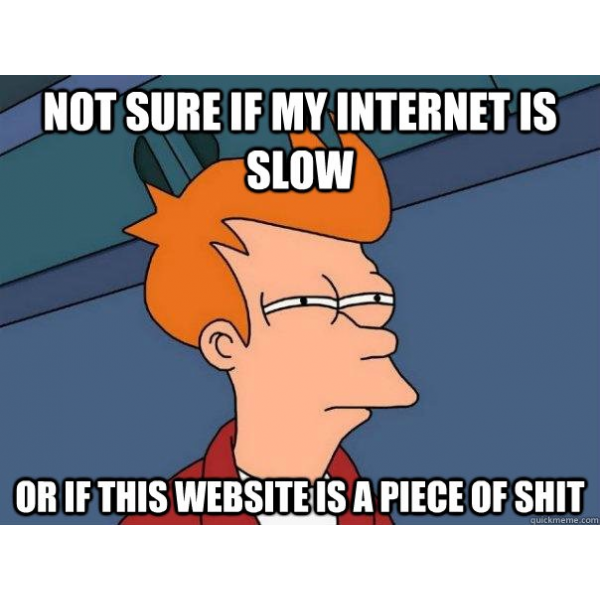 NOT SURE IF MY INTERNET IS
SLOW
OR IF THIS WEBSITE IS A PIECE OF SHIT
quickmeme.com